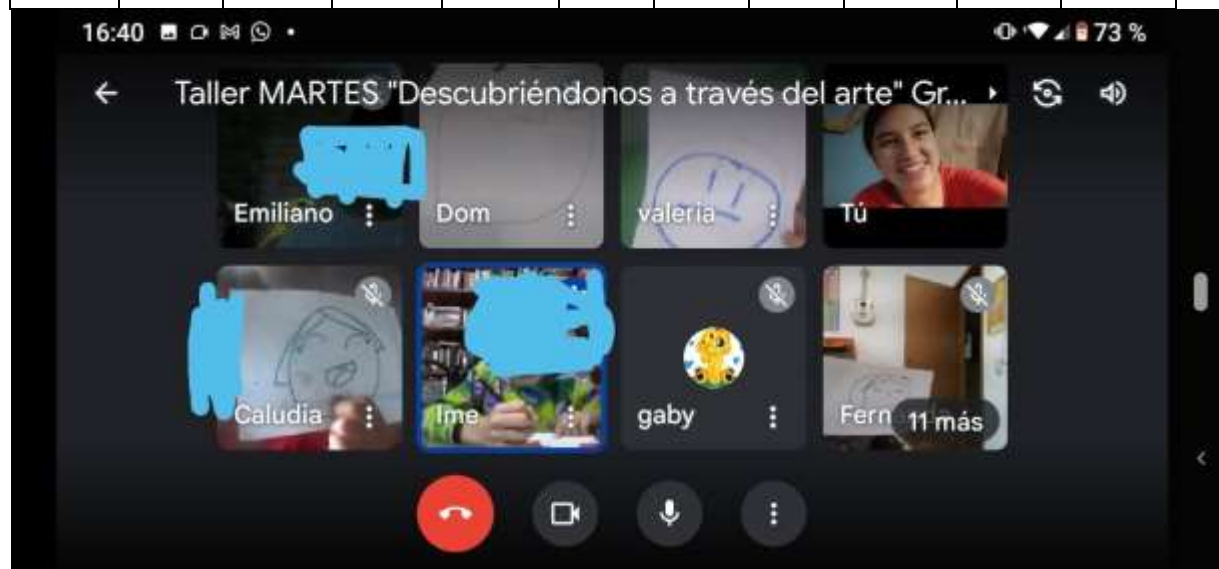 16:40
73 %
Taller MARTES "Descubriéndonos a través del arte" Gr...
Emiliano
Dom
valeria
Tú
Caludia
Ime
gaby
Fern
11 más